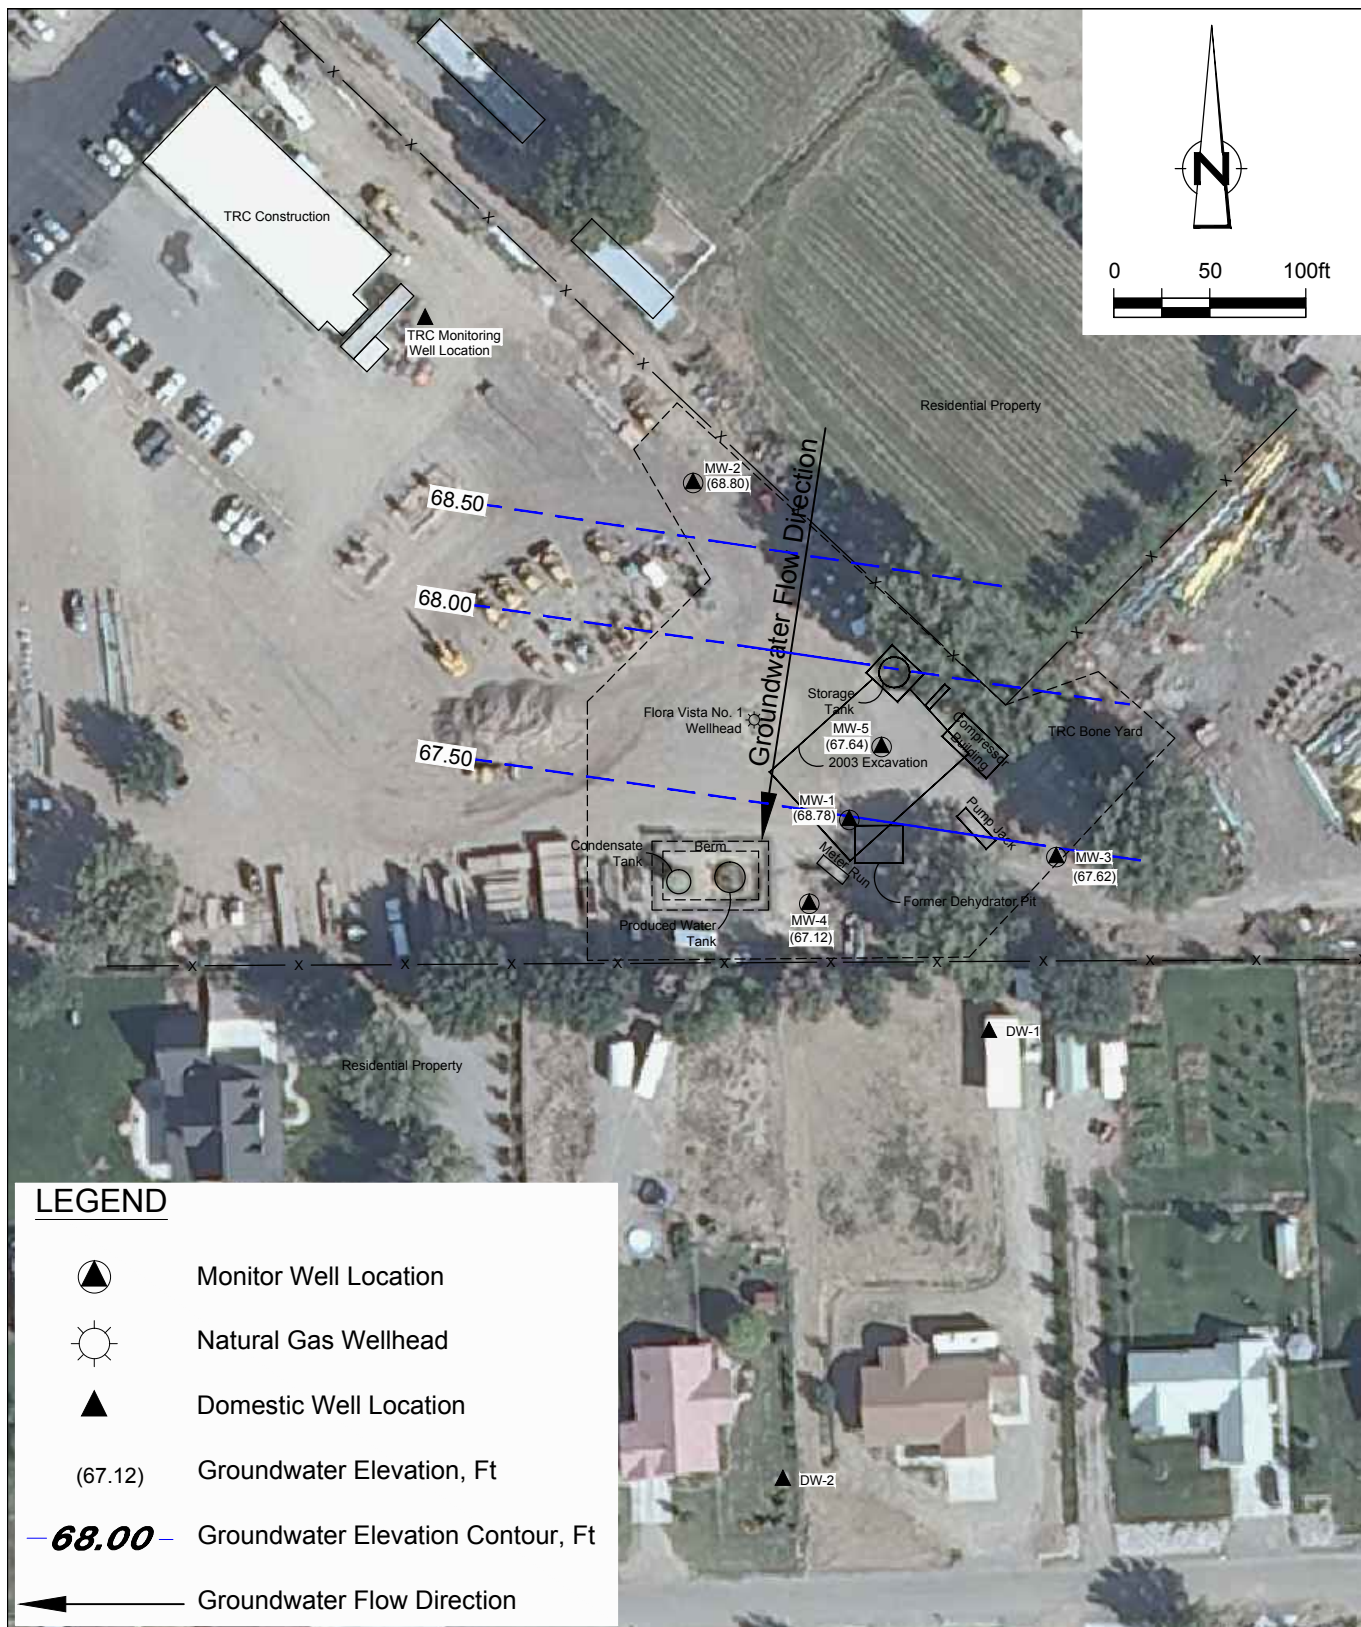 N
0 50 100ft
TRC Construction
TRC Monitoring
Well Location
Residential Property
MW-2
(68.80)
Groundwater Flow Direction
68.50
68.00
67.50
Storage
Tank
Flora Vista No. 1
Wellhead
MW-5
(67.64)
2003 Excavation
Compressor
Building
TRC Bone Yard
MW-1
(68.78)
Pump Jack
MW-3
(67.62)
Condensate
Tank
Berm
Meter Run
Former Dehydrator Pit
Produced Water
Tank
MW-4
(67.12)
DW-1
Residential Property
DW-2
LEGEND
Monitor Well Location
Natural Gas Wellhead
Domestic Well Location
(67.12) Groundwater Elevation, Ft
68.00 Groundwater Elevation Contour, Ft
Groundwater Flow Direction